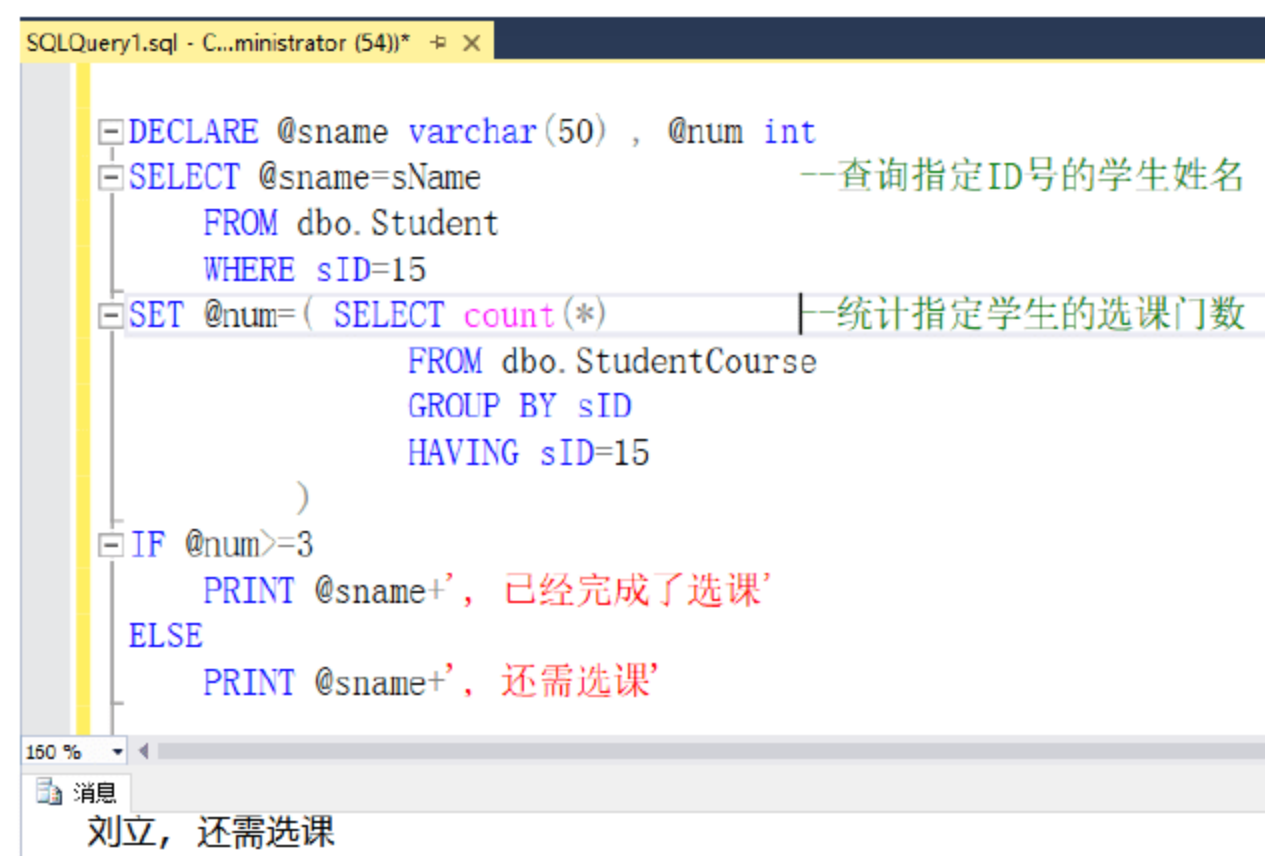 SQLQuery1.sql - C...ministrator (54))*
DECLARE @sname varchar(50) , @num int
SELECT @sname=sName --查询指定ID号的学生姓名
FROM dbo.Student
WHERE sID=15
SET @num=( SELECT count(*) --统计指定学生的选课门数
FROM dbo.StudentCourse
GROUP BY sID
HAVING sID=15
)
IF @num>=3
PRINT @sname+', 已经完成了选课'
ELSE
PRINT @sname+', 还需选课'
160 %
消息
刘立, 还需选课